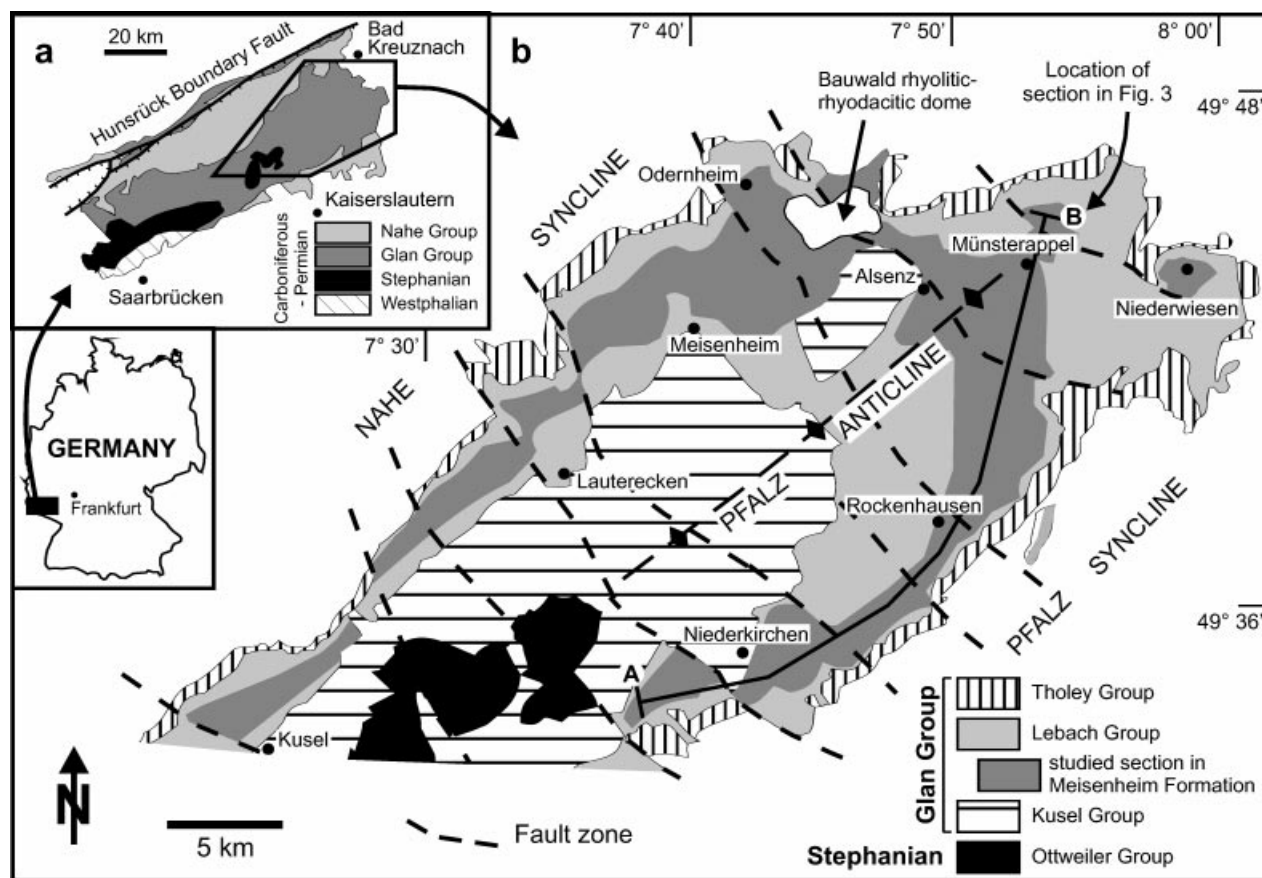 a
20 km
Bad
Kreuznach
Hunsrück Boundary Fault
Kaiserslautern
Saarbrücken
Carboniferous
- Permian
Nahe Group
Glan Group
Stephanian
Westphalian
GERMANY
Frankfurt
b
7° 40'
7° 50'
8° 00'
49° 48'
Bauwald rhyolitic-
rhyodacitic dome
Location of
section in Fig. 3
SYNCLINE
Odernheim
B
Münsterappel
Alsenz
Niederwiesen
7° 30'
Meisenheim
NAHE
ANTICLINE
Lauterecken
PFALZ
Rockenhausen
SYNCLINE
PFALZ
49° 36'
Niederkirchen
A
Kusel
N
5 km
Fault zone
Glan Group
Tholey Group
Lebach Group
studied section in
Meisenheim Formation
Kusel Group
Stephanian
Ottweiler Group